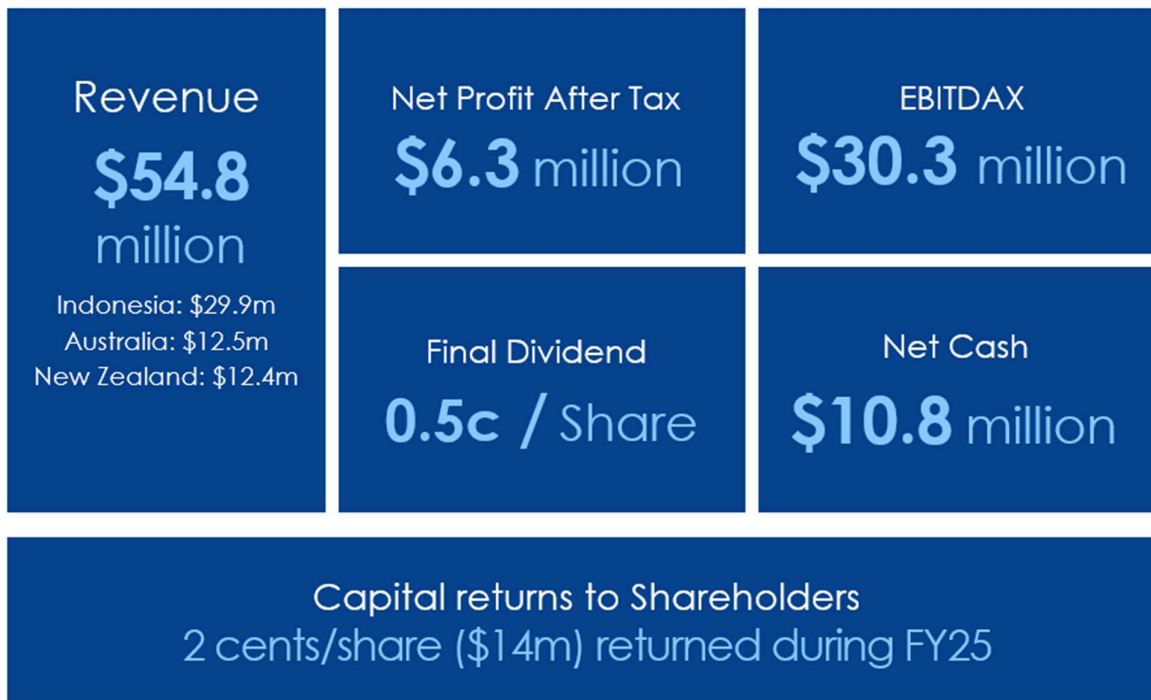 Revenue
$54.8
million
Indonesia: $29.9m
Australia: $12.5m
New Zealand: $12.4m
Net Profit After Tax
$6.3 million
EBITDAX
$30.3 million
Final Dividend
0.5c / Share
Net Cash
$10.8 million
Capital returns to Shareholders
2 cents/share ($14m) returned during FY25